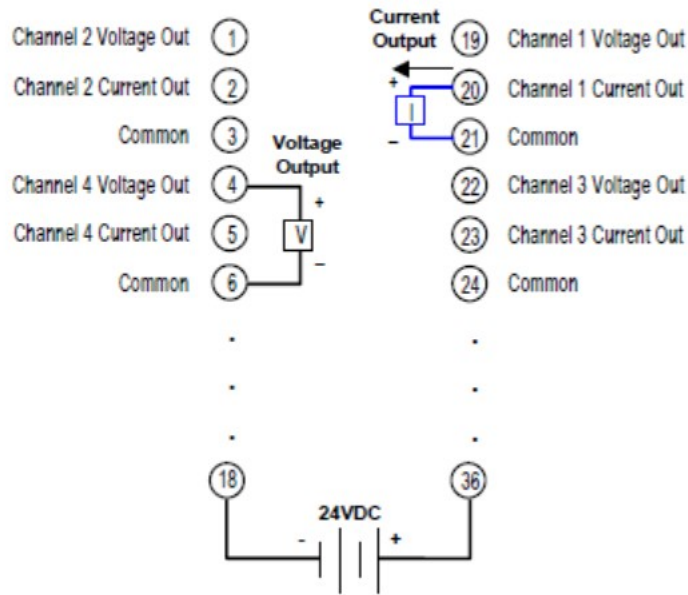 Channel 2 Voltage Out 1
Channel 2 Current Out 2
Common 3
Channel 4 Voltage Out 4
Channel 4 Current Out 5
Common 6
Voltage
Output
+
V
–
Current
Output
+
I
–
19 Channel 1 Voltage Out
20 Channel 1 Current Out
21 Common
22 Channel 3 Voltage Out
23 Channel 3 Current Out
24 Common
18
36
24VDC
- +